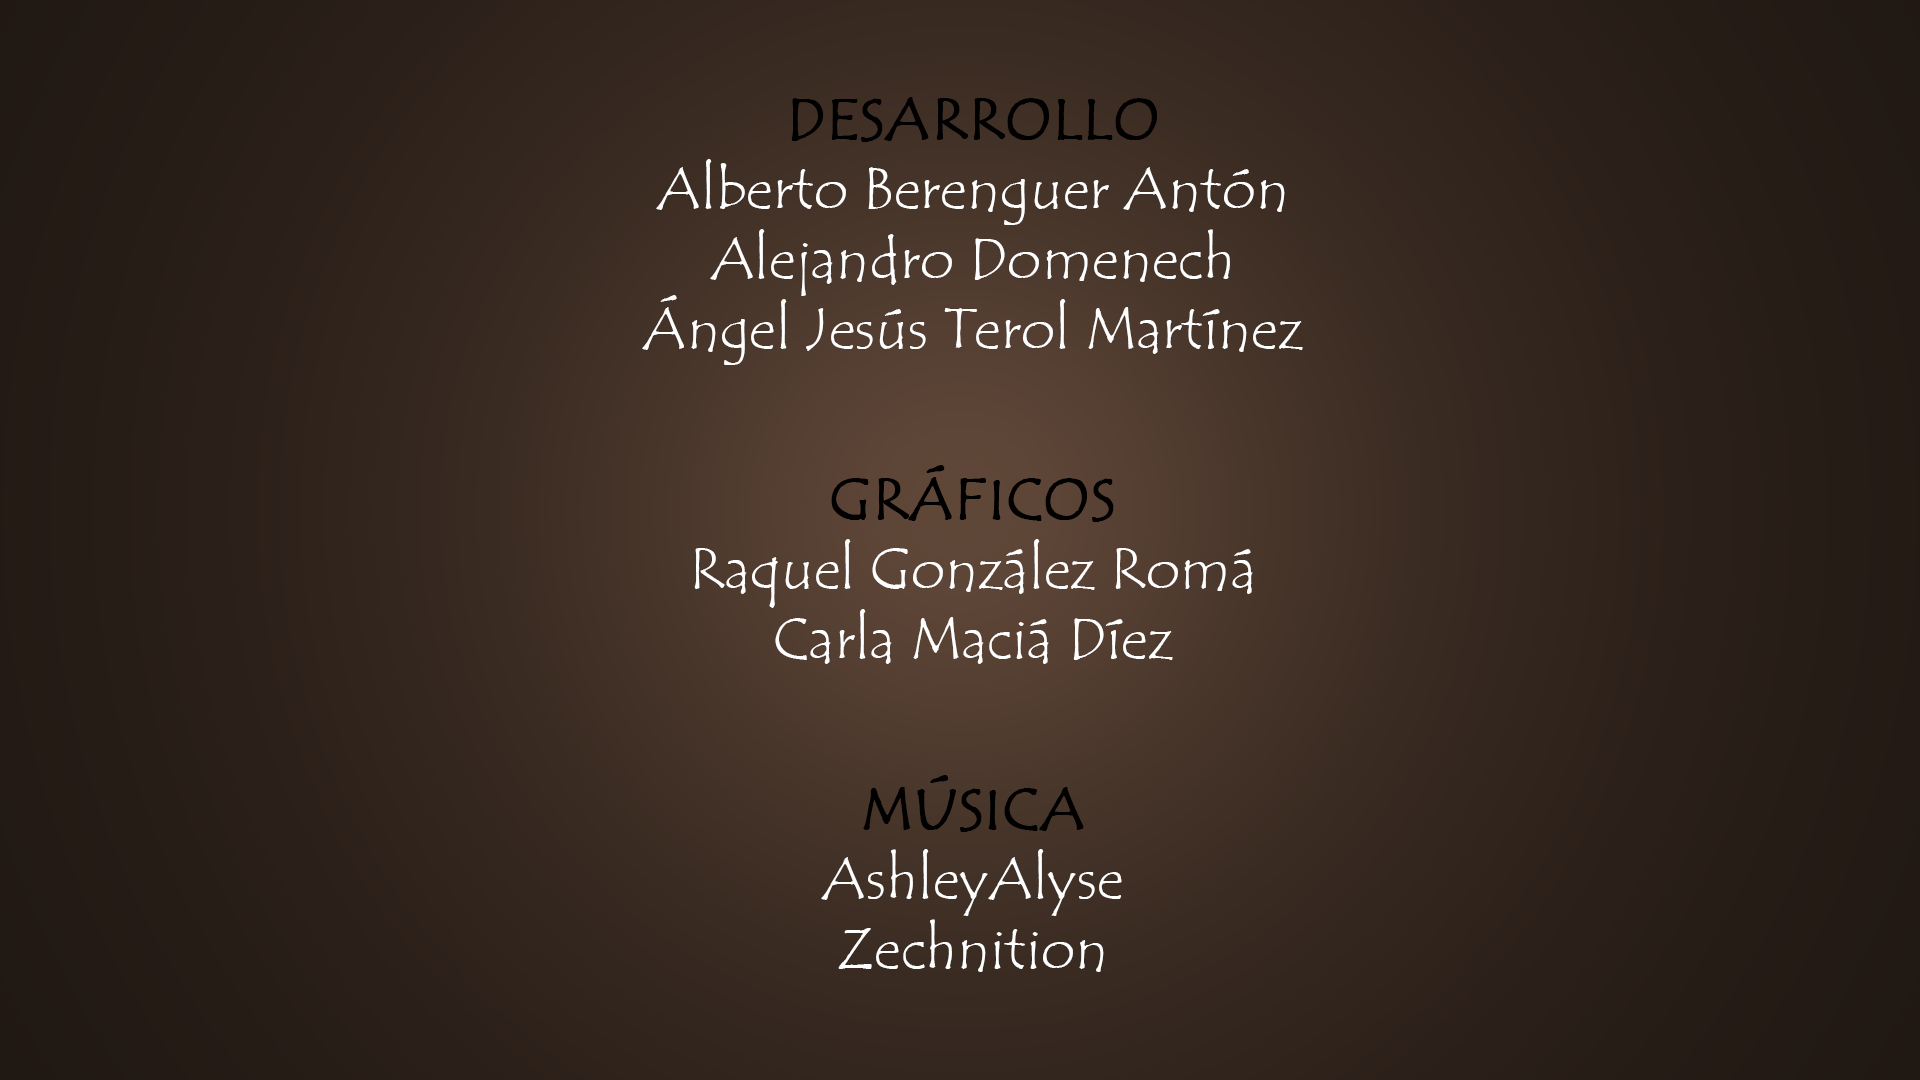 DESARROLLO
Alberto Berenguer Antón
Alejandro Domenech
Ángel Jesús Terol Martínez
GRÁFICOS
Raquel González Romá
Carla Maciá Díez
MÚSICA
AshleyAlyse
Zechnition